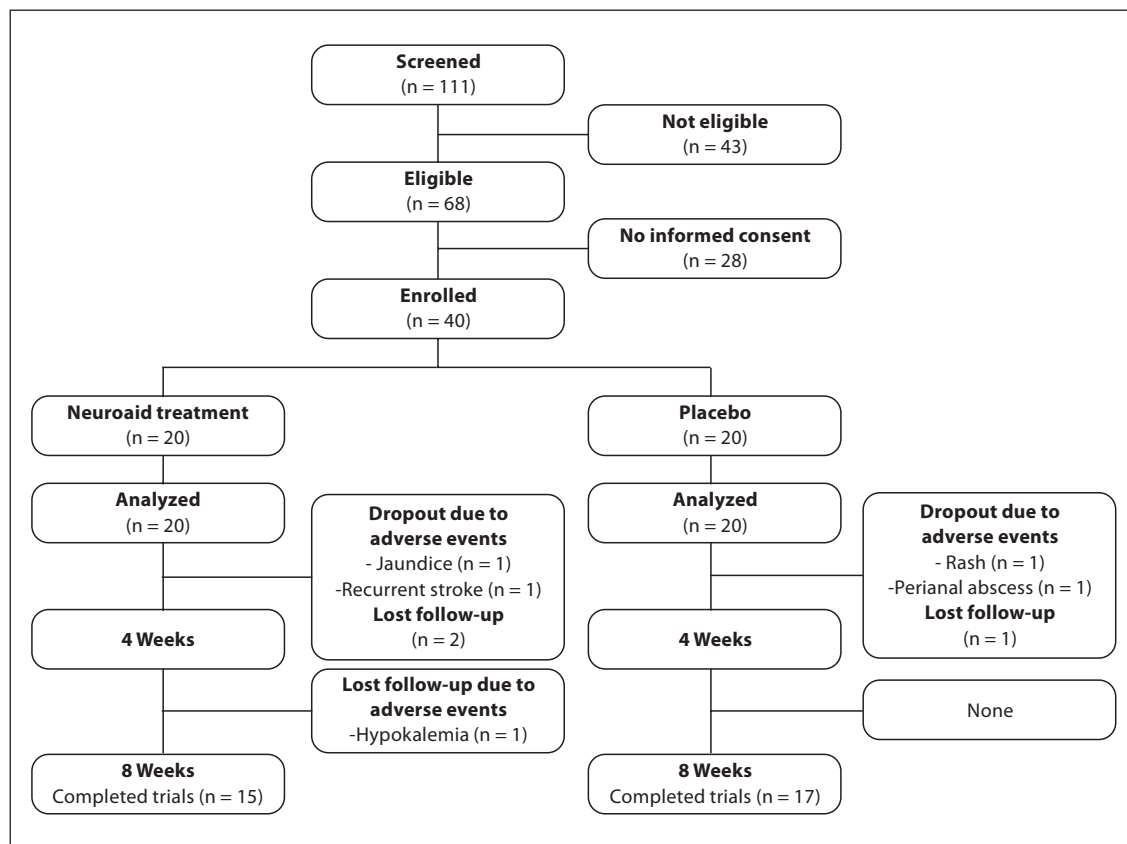 Screened
(n = 111)
Not eligible
(n = 43)
Eligible
(n = 68)
No informed consent
(n = 28)
Enrolled
(n = 40)
Neuroaid treatment
(n = 20)
Placebo
(n = 20)
Analyzed
(n = 20)
Dropout due to
adverse events
- Jaundice (n = 1)
-Recurrent stroke (n = 1)
Lost follow-up
(n = 2)
Analyzed
(n = 20)
Dropout due to
adverse events
- Rash (n = 1)
-Perianal abscess (n = 1)
Lost follow-up
(n = 1)
4 Weeks
4 Weeks
Lost follow-up due to
adverse events
-Hypokalemia (n = 1)
None
8 Weeks
Completed trials (n = 15)
8 Weeks
Completed trials (n = 17)